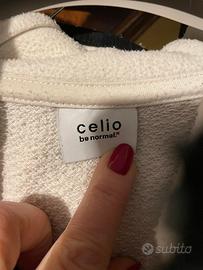 celio
be normal.
subito